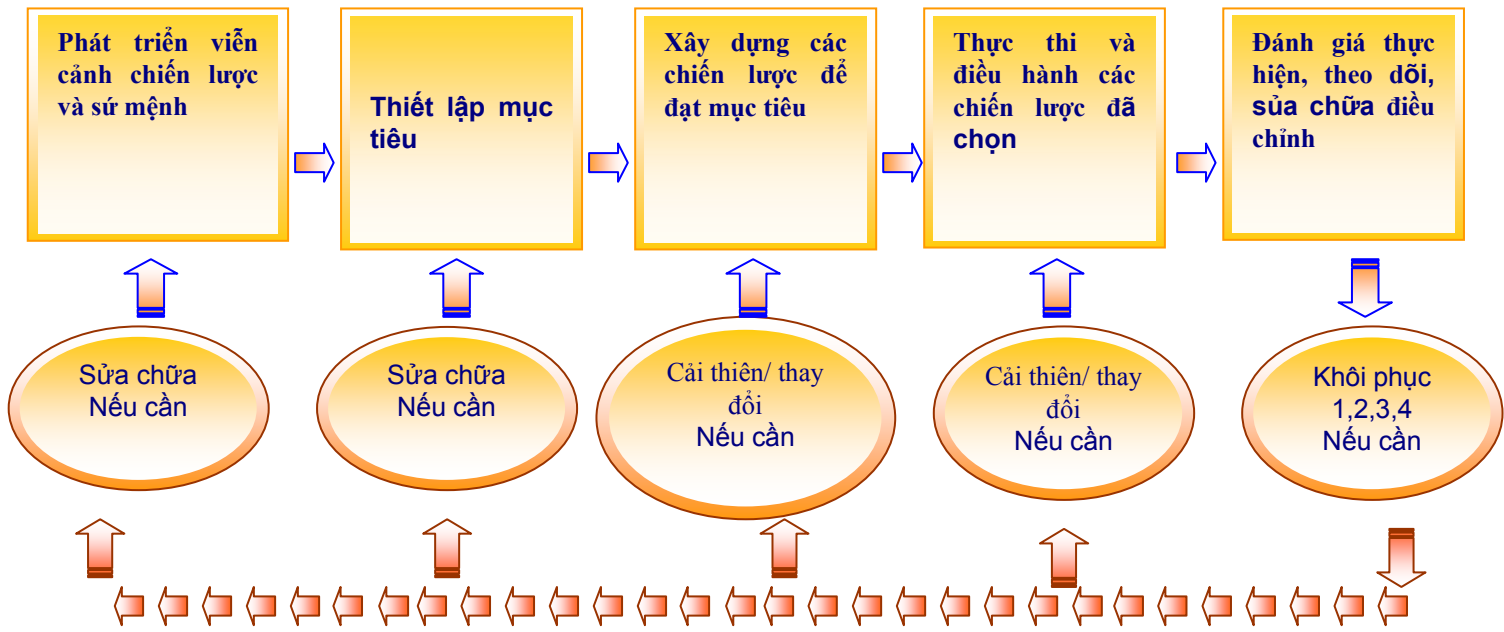 Phát triển viễn
cảnh chiến lược
và sứ mệnh
Thiết lập mục
tiêu
Xây dựng các
chiến lược để
đạt mục tiêu
Thực thi và
điều hành các
chiến lược đã
chọn
Đánh giá thực
hiện, theo dõi,
sủa chữa điều
chỉnh
Sửa chữa
Nếu cần
Sửa chữa
Nếu cần
Cải thiên/ thay
đổi
Nếu cần
Cải thiên/ thay
đổi
Nếu cần
Khôi phục
1,2,3,4
Nếu cần